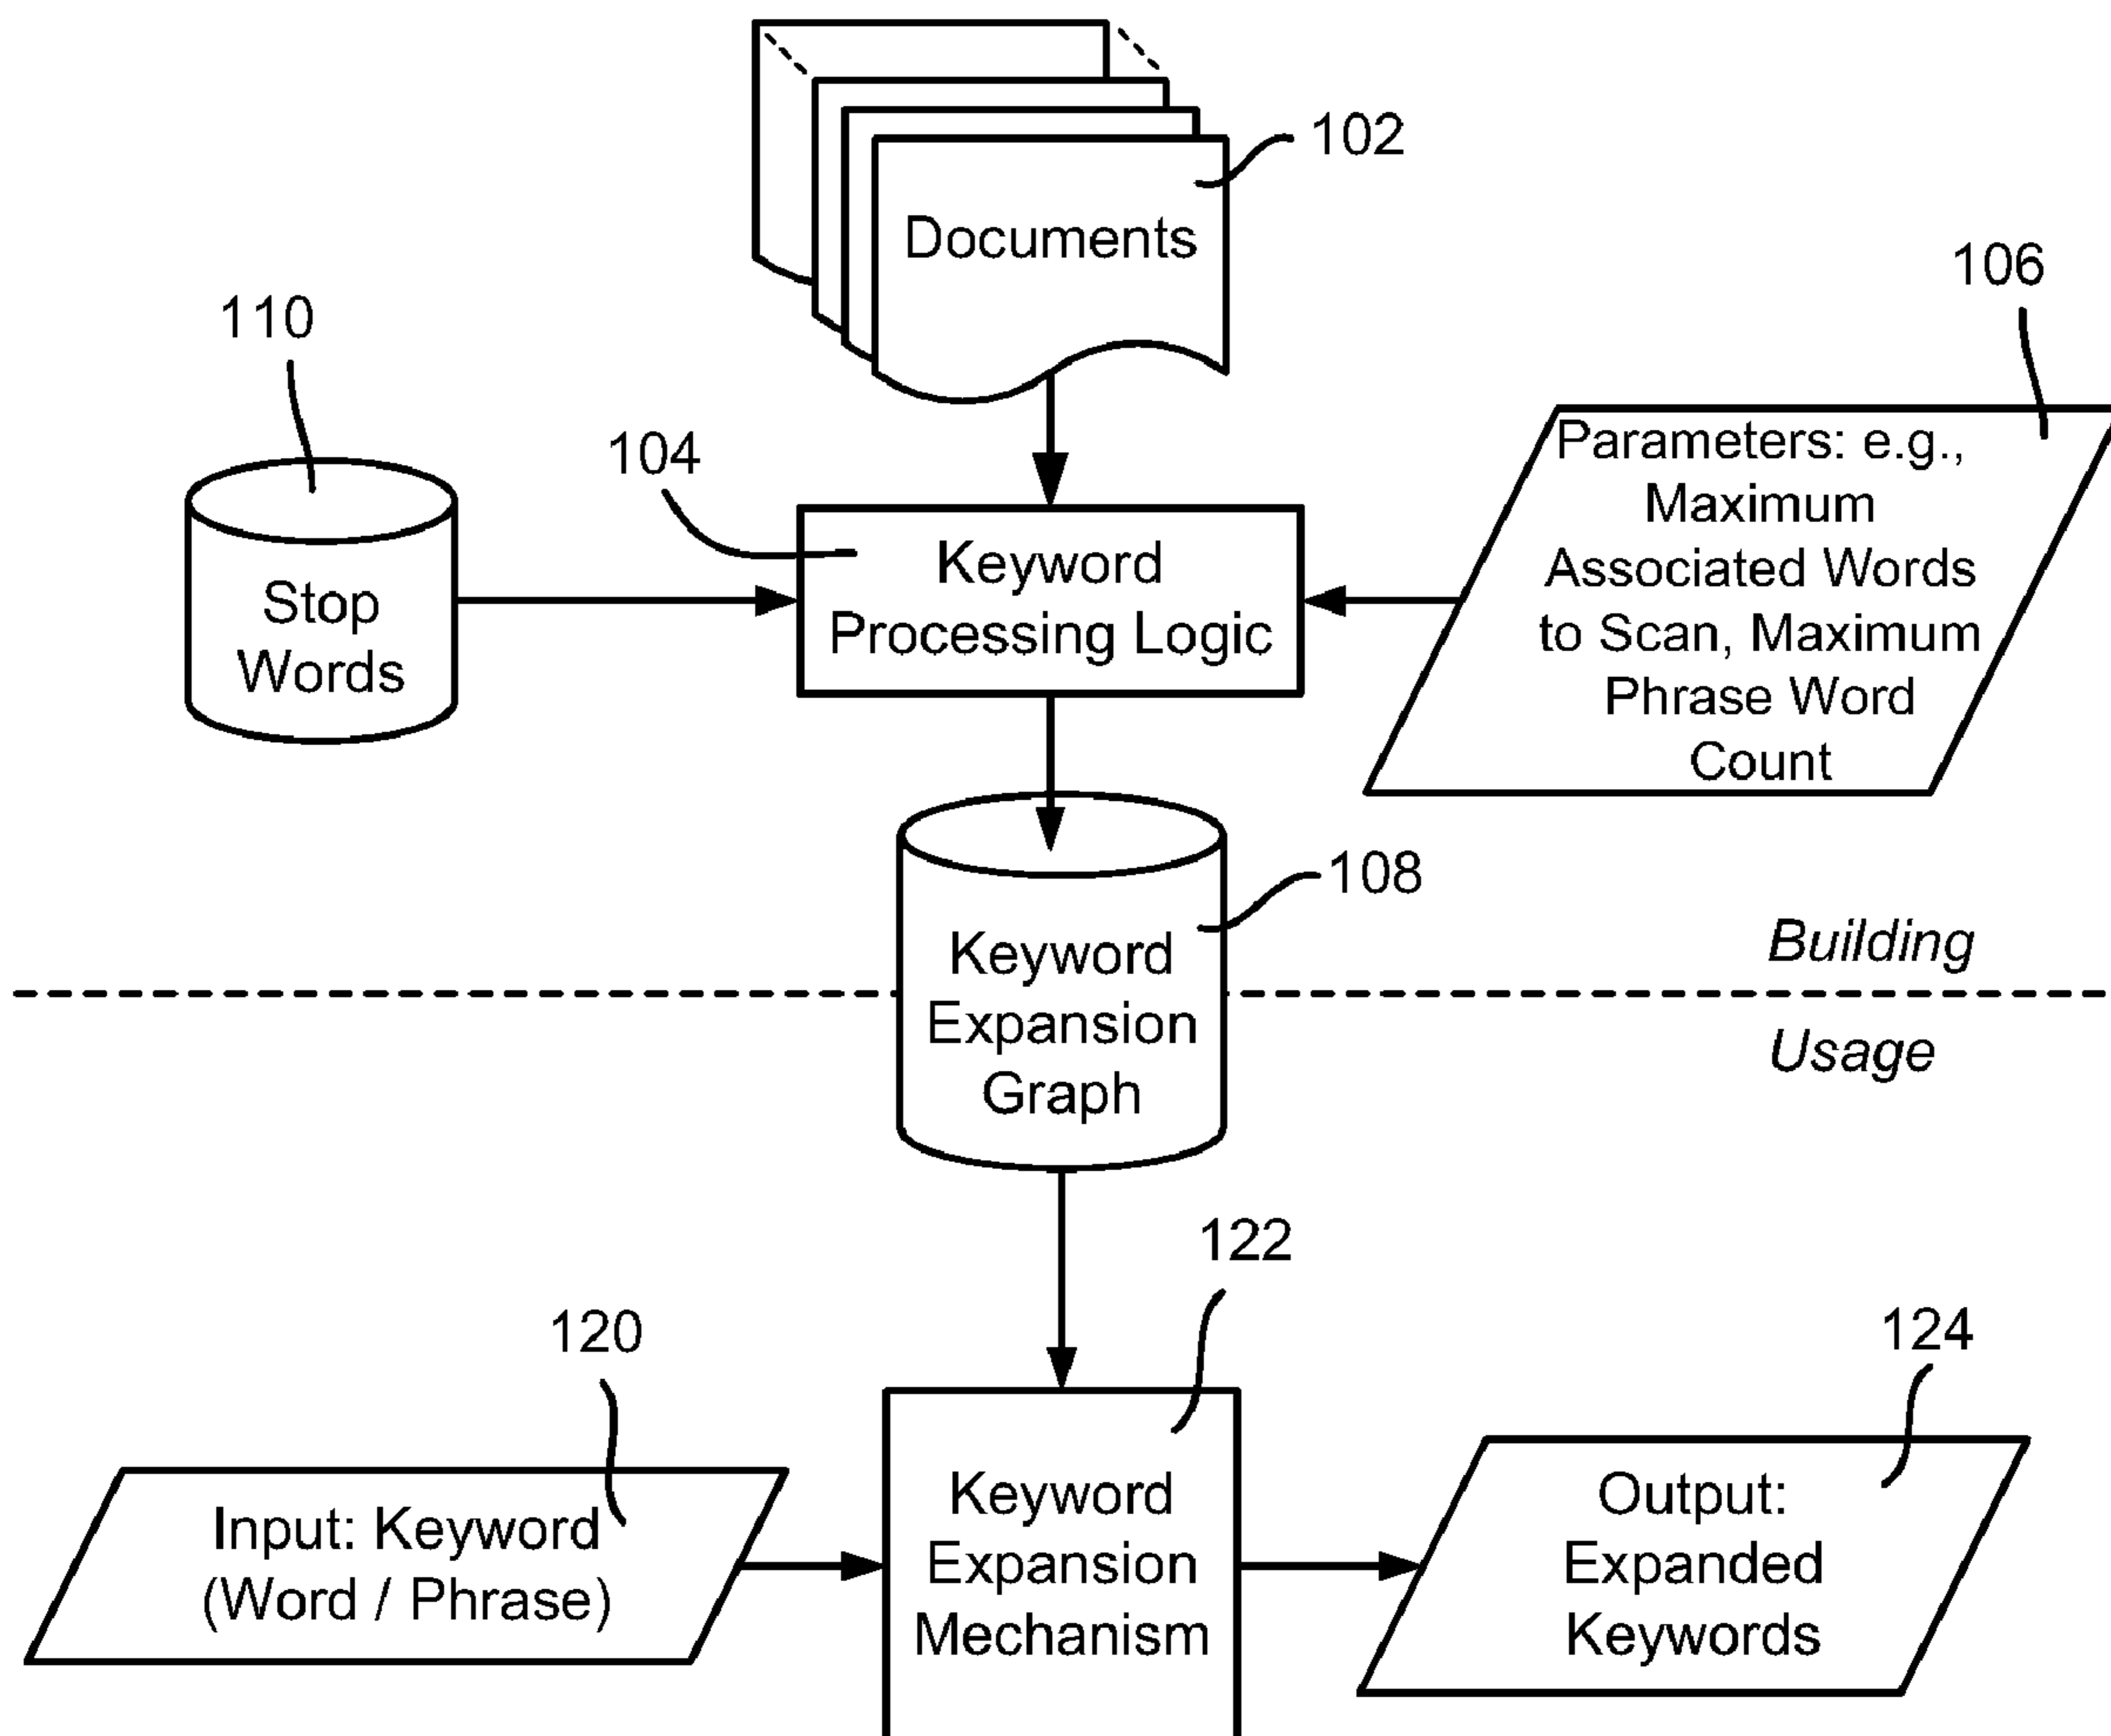 102
Documents
106
110
104
Parameters: e.g.,
Maximum
Associated Words
to Scan, Maximum
Phrase Word
Count
Keyword
Processing Logic
Stop
Words
108
Keyword
Expansion
Graph
Building
Usage
122
120
124
Input: Keyword
(Word / Phrase)
Keyword
Expansion
Mechanism
Output:
Expanded
Keywords